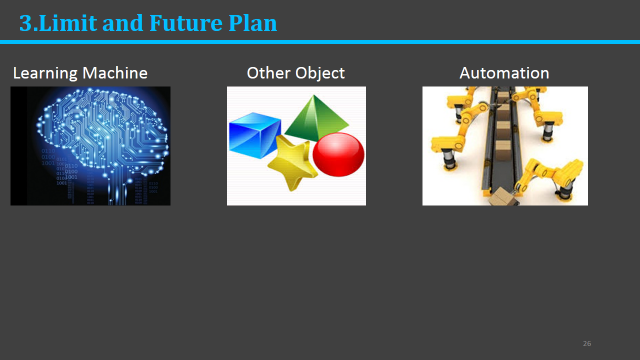 3.Limit and Future Plan
Learning Machine
Other Object
Automation
26